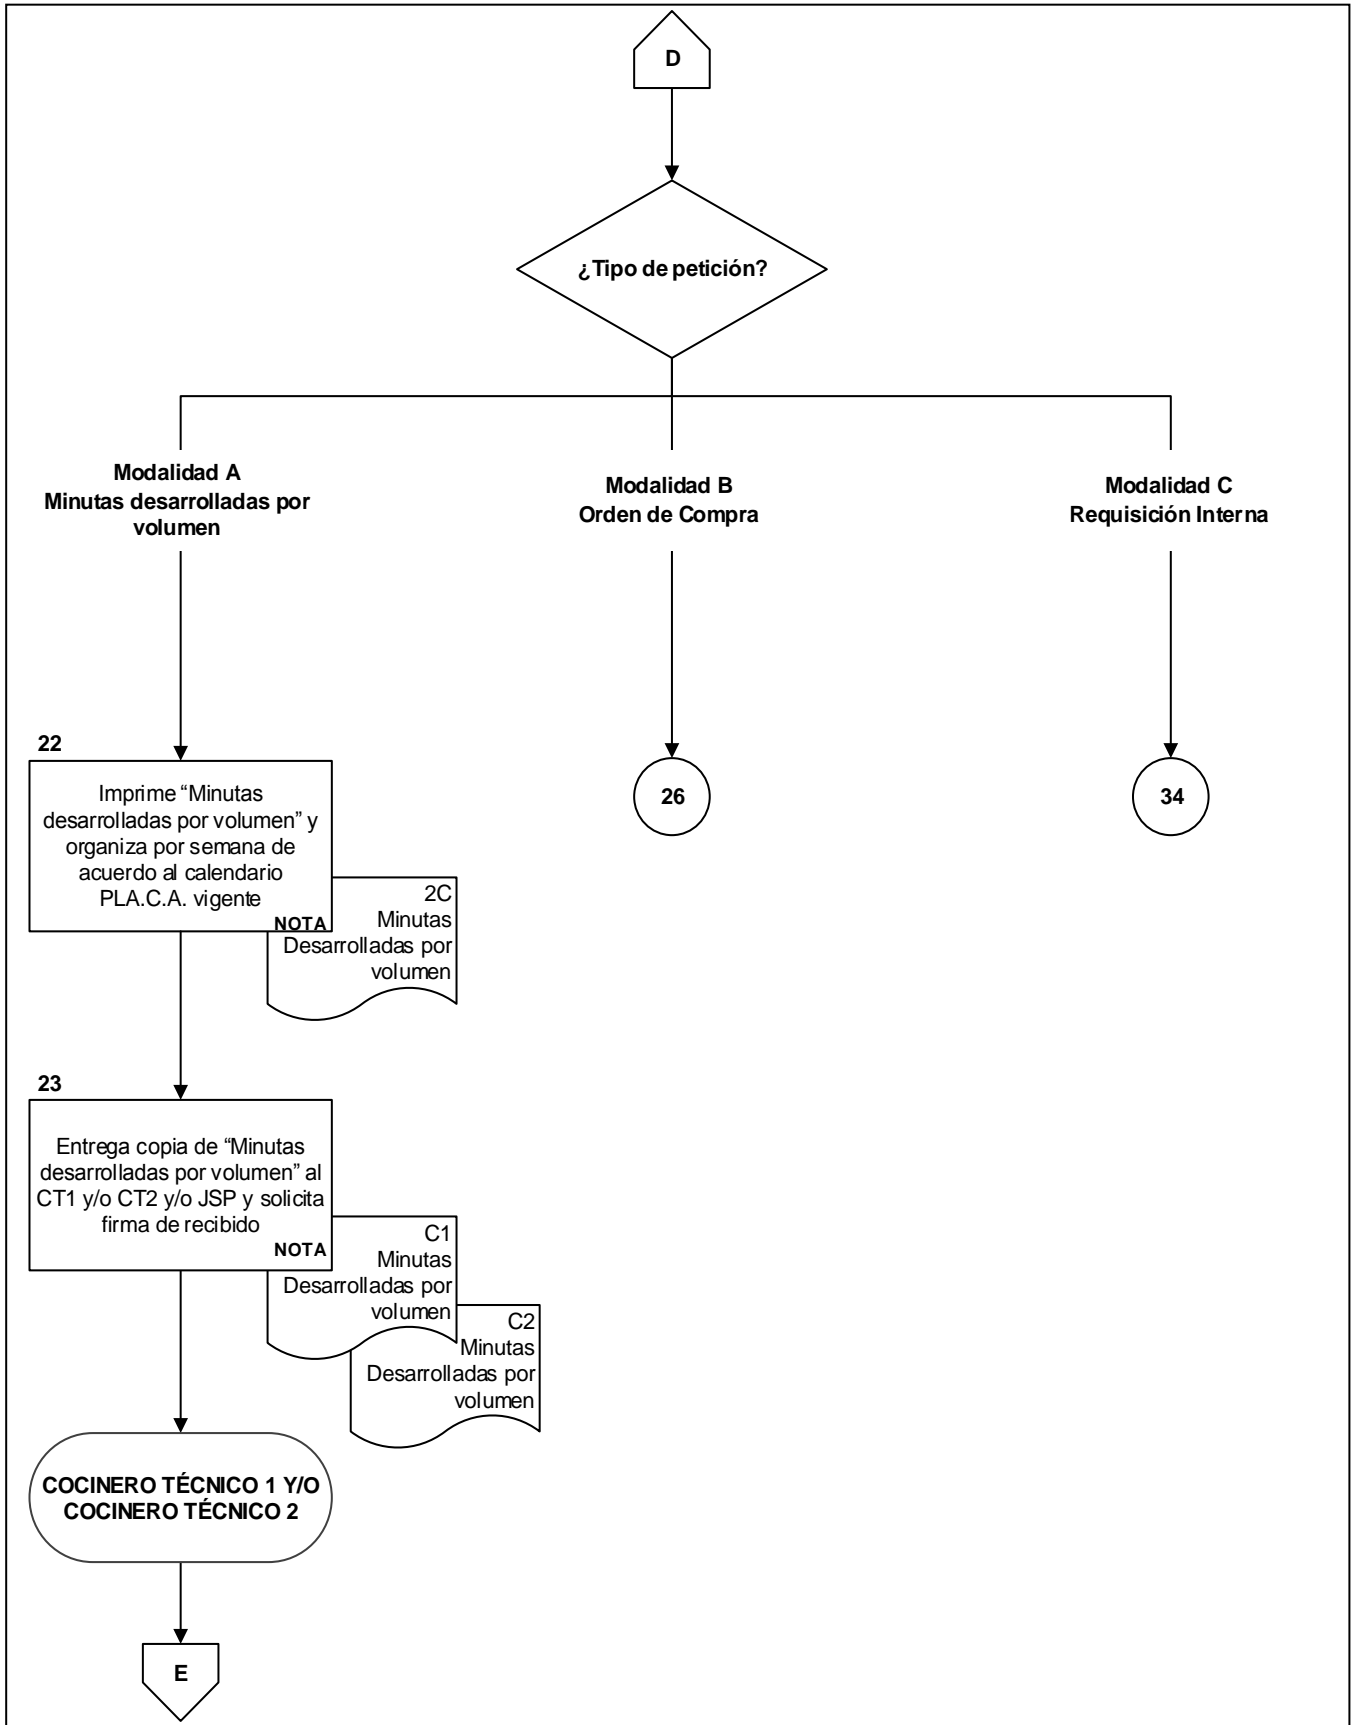 D
¿Tipo de petición?
Modalidad A
Minutas desarrolladas por
volumen
Modalidad B
Orden de Compra
Modalidad C
Requisición Interna
22
Imprime “Minutas
desarrolladas por volumen” y
organiza por semana de
acuerdo al calendario
PLA.C.A. vigente
NOTA
2C
Minutas
Desarrolladas por
volumen
26
34
23
Entrega copia de “Minutas
desarrolladas por volumen” al
CT1 y/o CT2 y/o JSP y solicita
firma de recibido
NOTA
C1
Minutas
Desarrolladas por
volumen
C2
Minutas
Desarrolladas por
volumen
COCINERO TÉCNICO 1 Y/O
COCINERO TÉCNICO 2
E